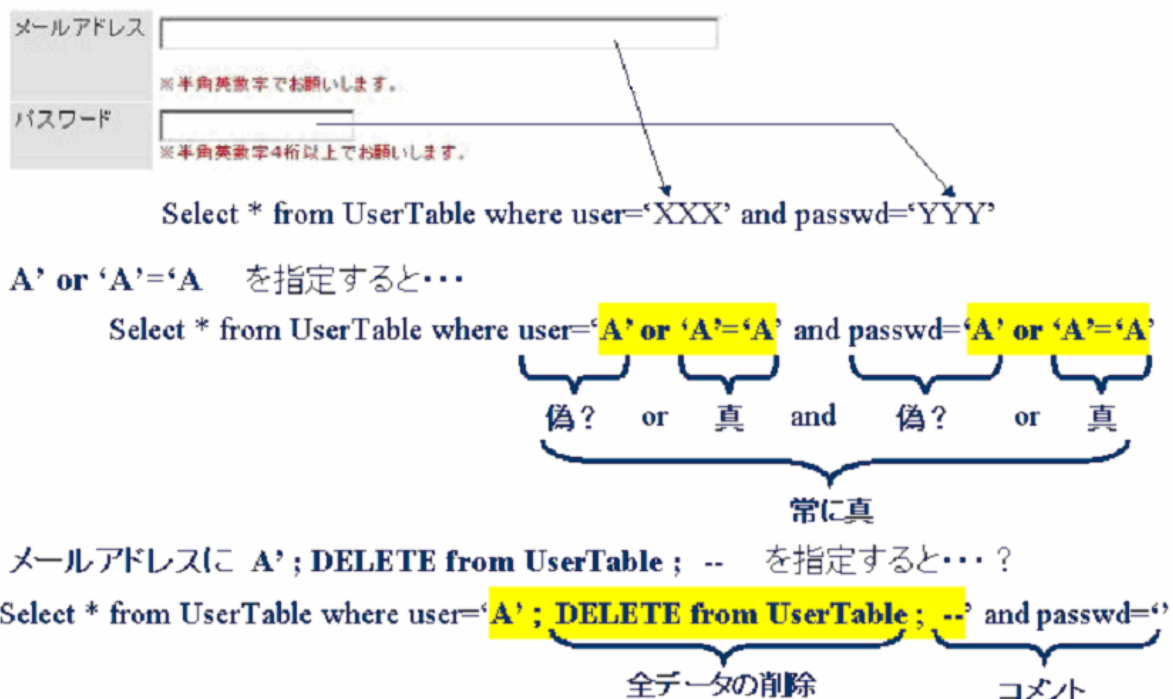 メールアドレス
※半角英数字でお願いします。
パスワード
※半角英数字4桁以上でお願いします。
Select * from UserTable where user=‘XXX’ and passwd=‘YYY’
A’ or ‘A’=‘A を指定すると・・・
Select * from UserTable where user=‘A’ or ‘A’=‘A’ and passwd=‘A’ or ‘A’=‘A’
偽? or 真 and 偽? or 真
常に真
メールアドレスに A’ ; DELETE from UserTable ; -- を指定すると・・・?
Select * from UserTable where user=‘A’ ; DELETE from UserTable ; --’ and passwd=‘’
全データの削除 コメント